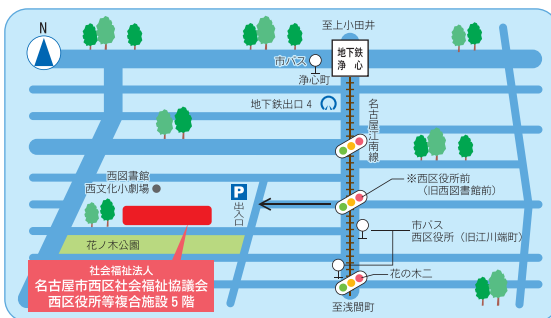 至上小田井
N
地下鉄
浄 心
市バス
浄心町
地下鉄出口 4
名古屋江南線
西図書館
西文化小劇場
P
出入口
※西区役所前
(旧西図書館前)
市バス
西区役所（旧江川端町）
花ノ木公園
社会福祉法人
名古屋市西区社会福祉協議会
西区役所等複合施設 5 階
花の木二
至浅間町